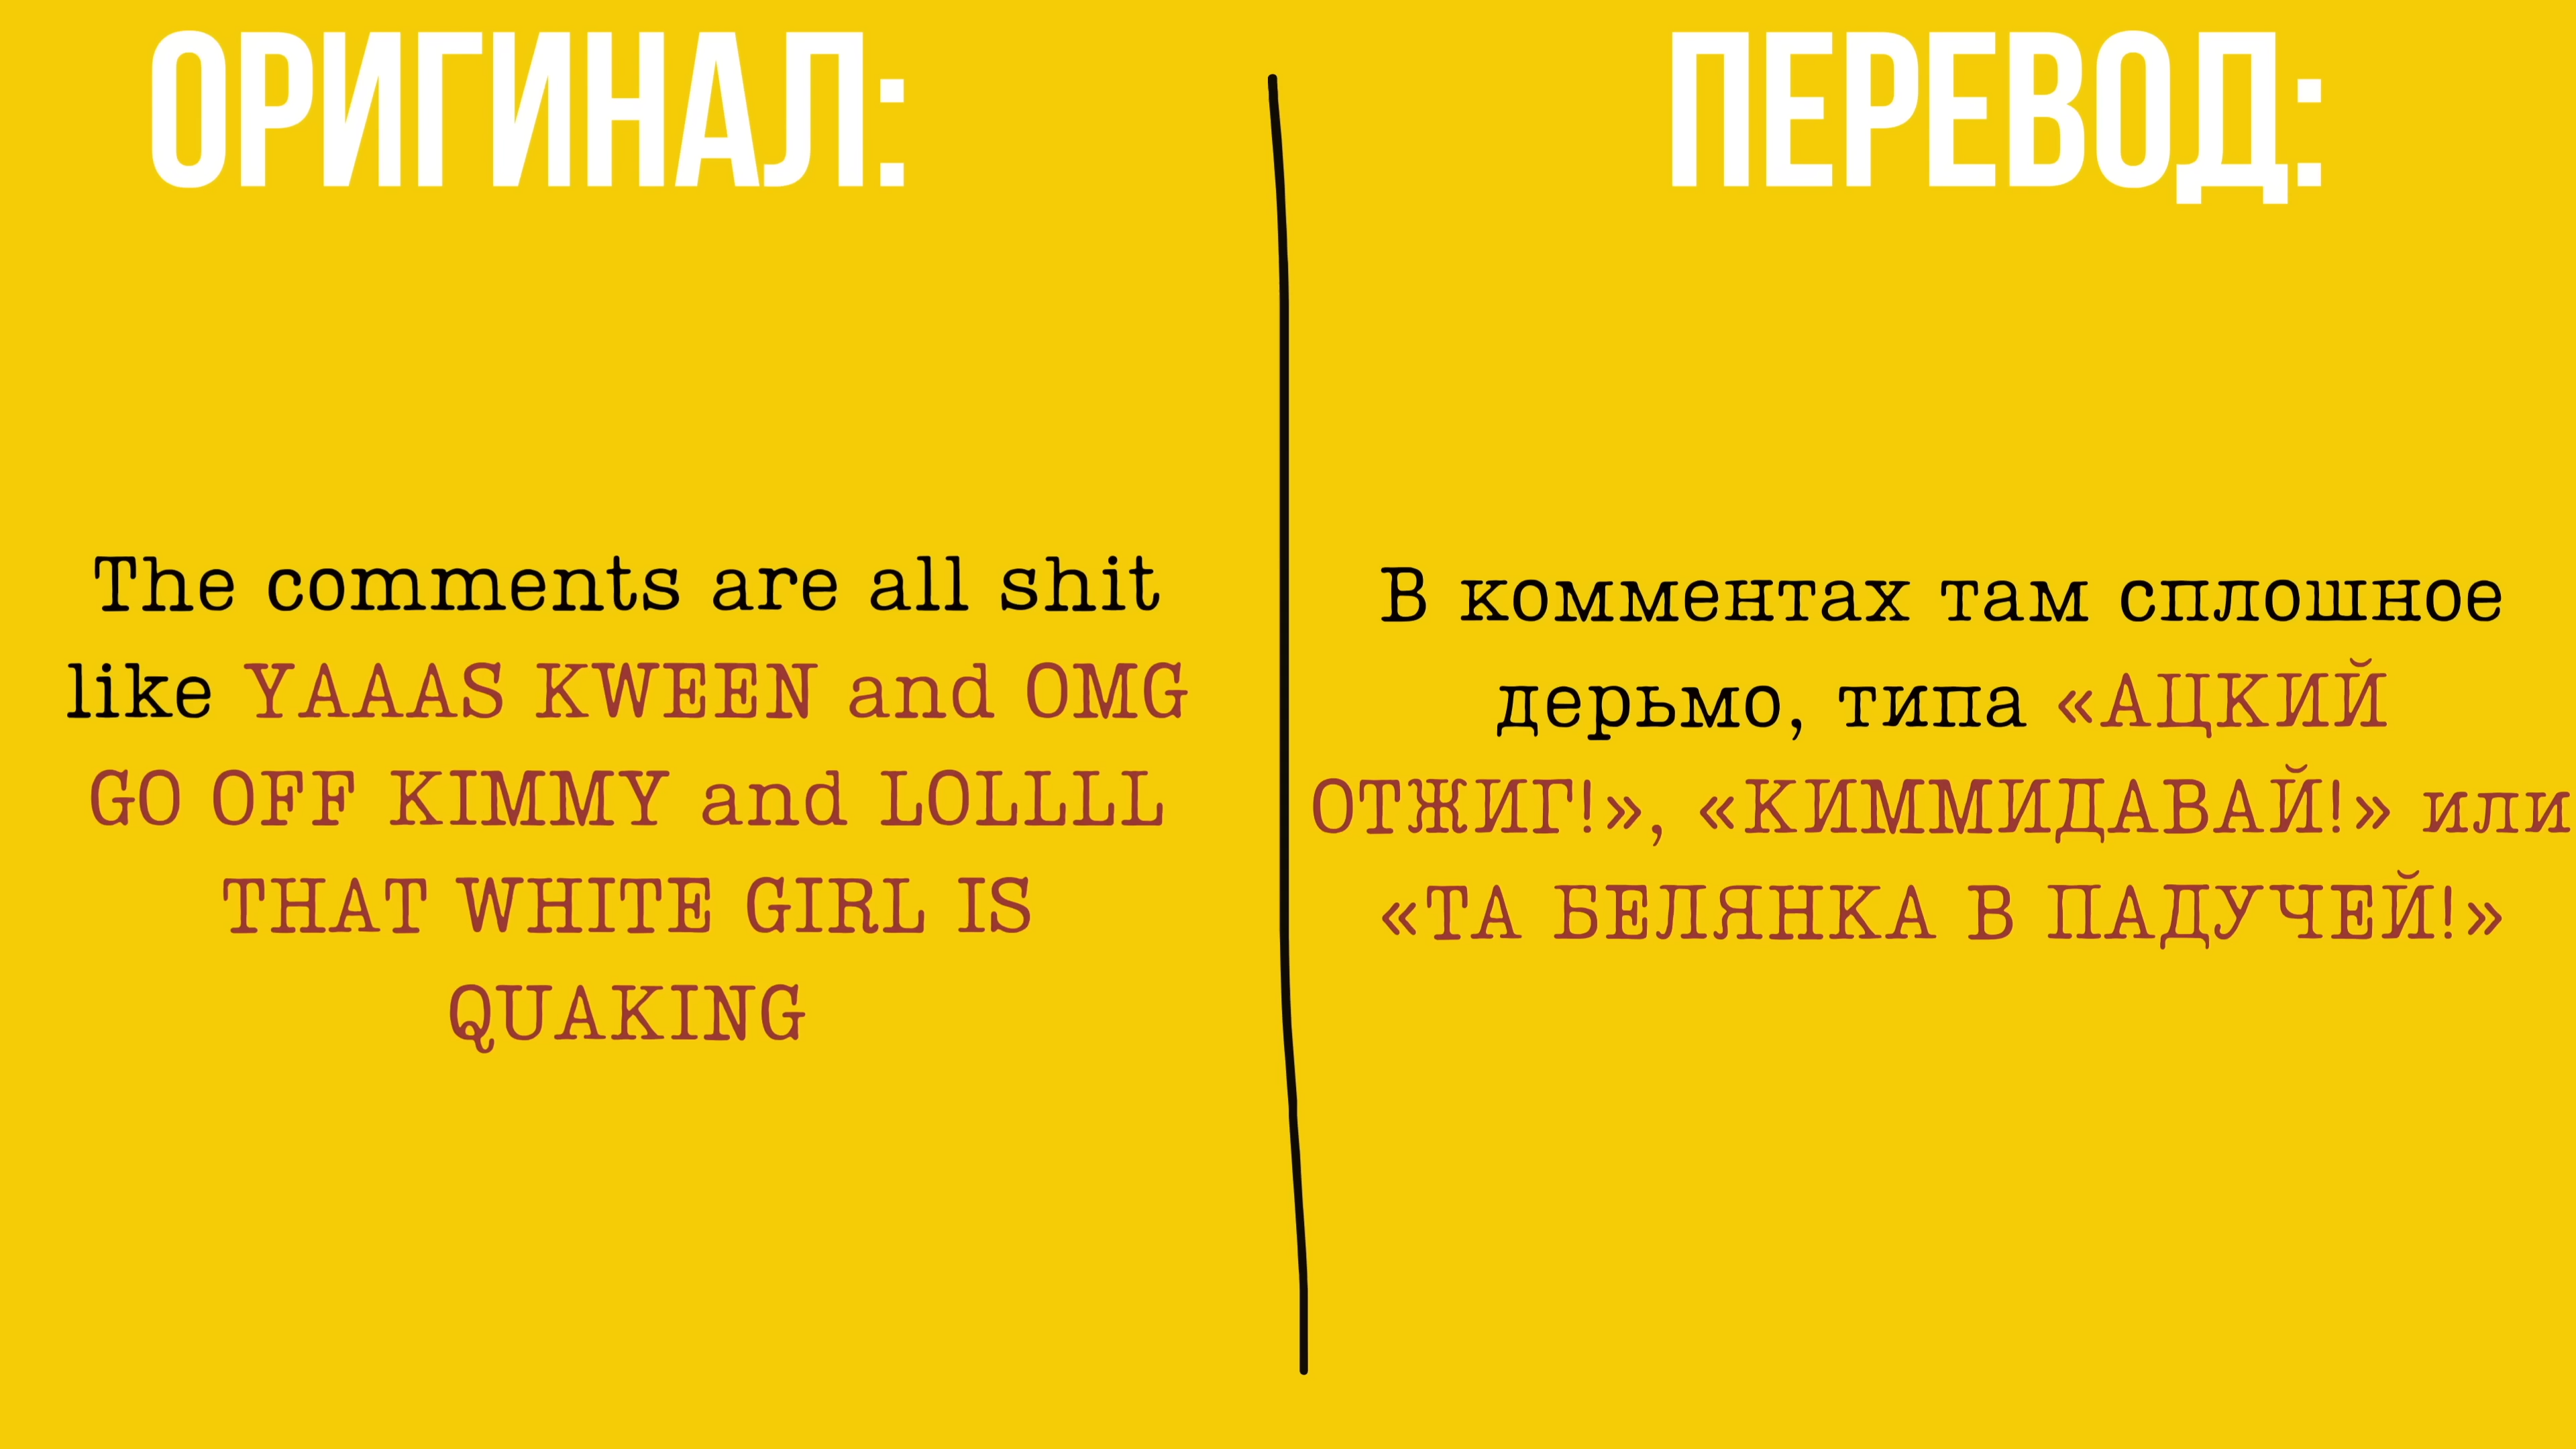 ОРИГИНАЛ:
The comments are all shit
like YAAAS KWEEN and OMG
GO OFF KIMMY and LOLLLL
THAT WHITE GIRL IS
QUAKING
ПЕРЕВОД:
В комментах там сплошное
дерьмо, типа «АЦКИЙ
ОТЖИГ!», «КИММИДАВАЙ!» или
«ТА БЕЛЯНКА В ПАДУЧЕЙ!»